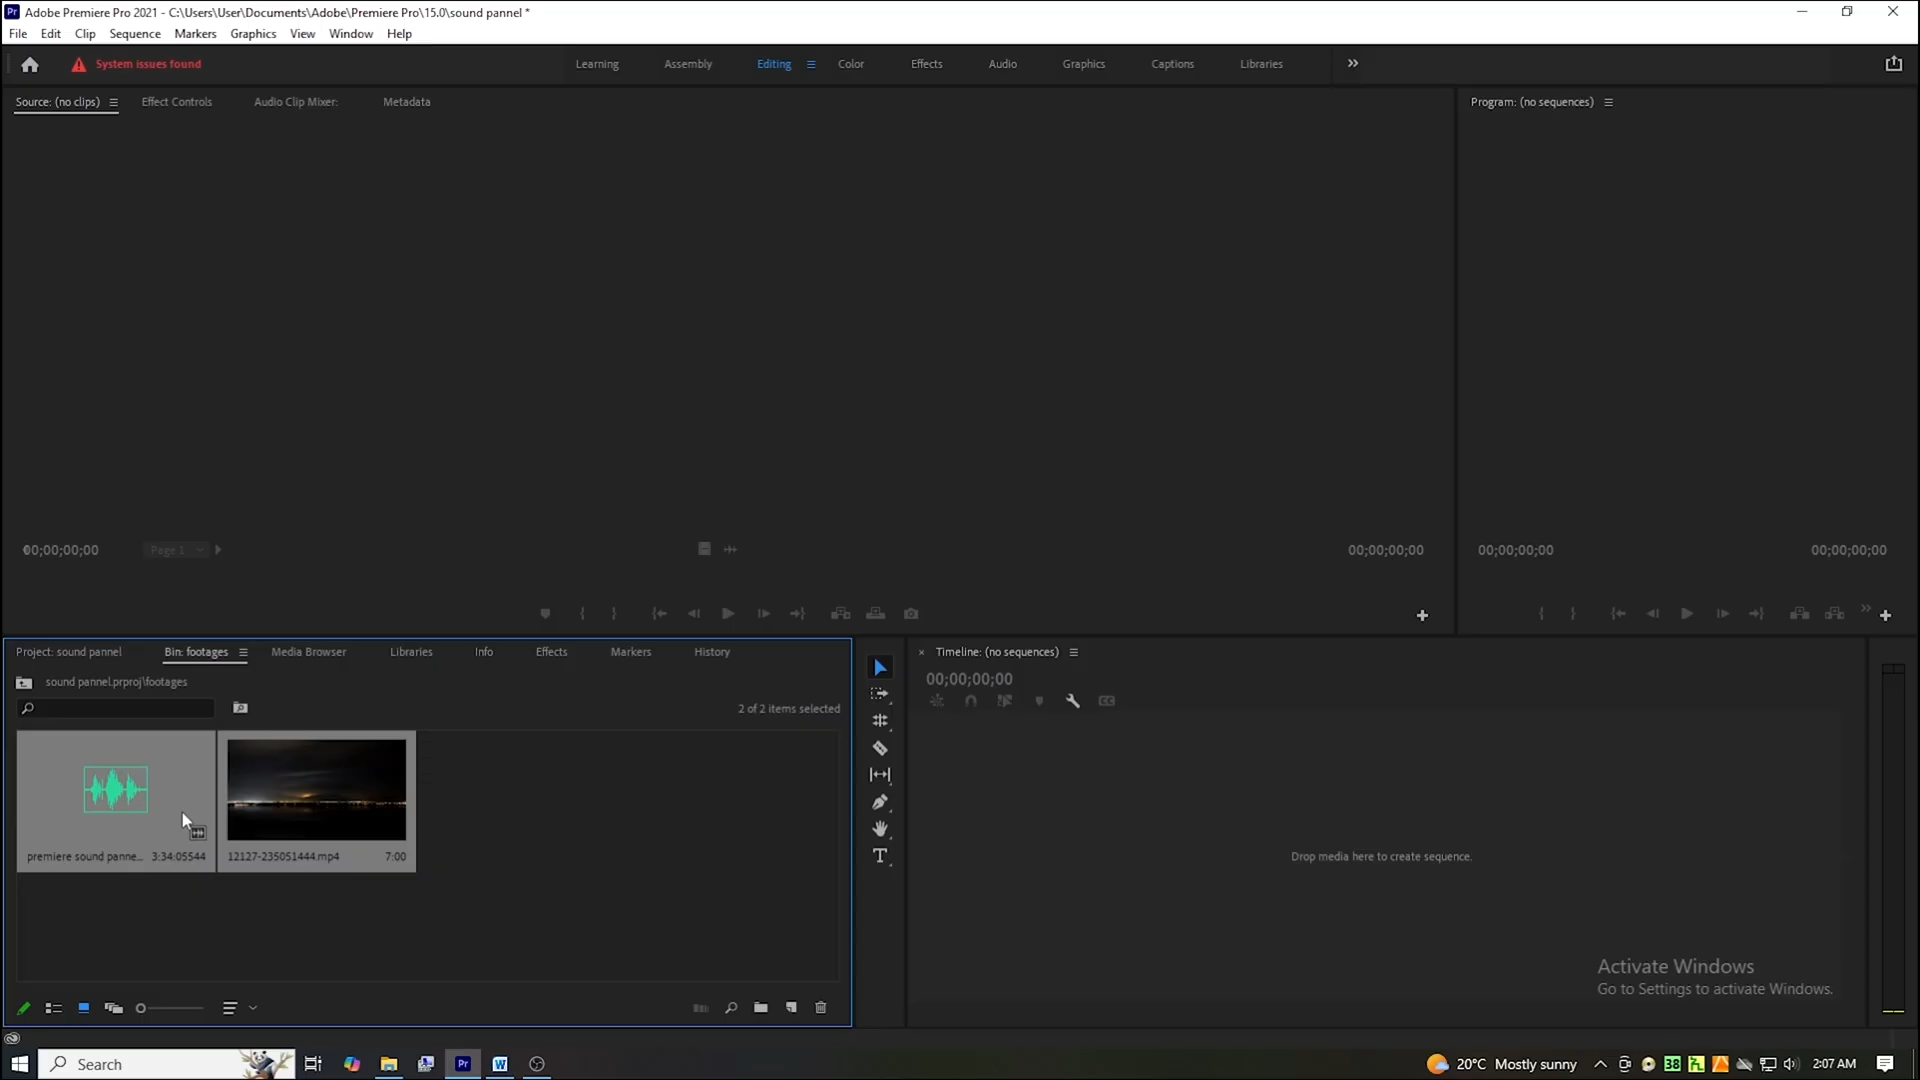 Pr Adobe Premiere Pro 2021 - C:\Users\User\Documents\Adobe\Premiere Pro\15.0\sound pannel *
File Edit Clip Sequence Markers Graphics View Window Help
System issues found Learning Assembly Editing Color Effects Audio Graphics Captions Libraries
Source: (no clips) Effect Controls Audio Clip Mixer: Metadata Program: (no sequences)
00;00;00;00 Page 1 00;00;00;00 00;00;00;00 00;00;00;00
Project: sound pannel Bin: footages Media Browser Libraries Info Effects Markers History × Timeline: (no sequences)
sound pannel.prproj\footages 00;00;00;00
2 of 2 items selected
premiere sound panne... 3:34:05544 12127-235051444.mp4 7:00 Drop media here to create sequence.
Activate Windows
Go to Settings to activate Windows.
Search Pr W 20°C Mostly sunny 38 2:07 AM